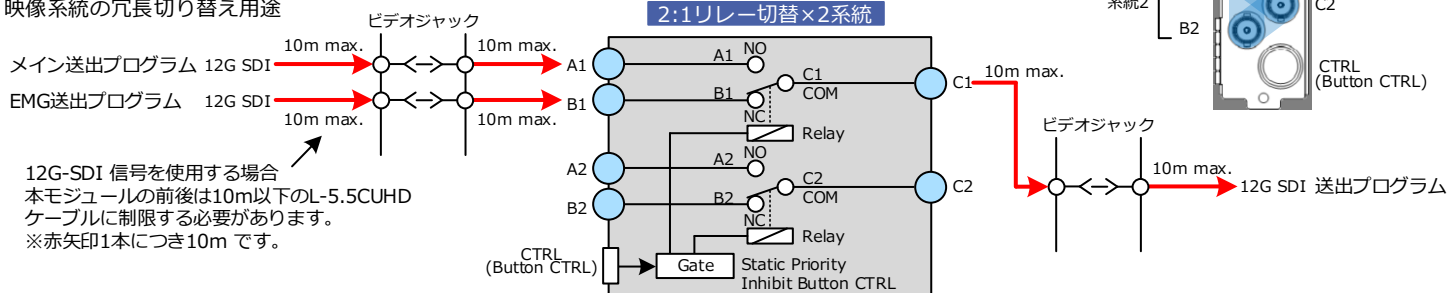 映像系統の冗長切り替え用途
ビデオジャック
2:1リレー切替×2系統
系統2
C2
B2
CTRL
(Button CTRL)
10m max.
10m max.
メイン送出プログラム 12G SDI
EMG送出プログラム 12G SDI
10m max.
10m max.
A1
B1
A1
NO
B1
NC
C1
COM
Relay
C1
10m max.
A2
B2
A2
NO
B2
NC
C2
COM
Relay
C2
ビデオジャック
10m max.
12G SDI 送出プログラム
12G-SDI 信号を使用する場合
本モジュールの前後は10m以下のL-5.5CUHD
ケーブルに制限する必要があります。
※赤矢印1本につき10m です。
CTRL
(Button CTRL)
Gate
Static Priority
Inhibit Button CTRL